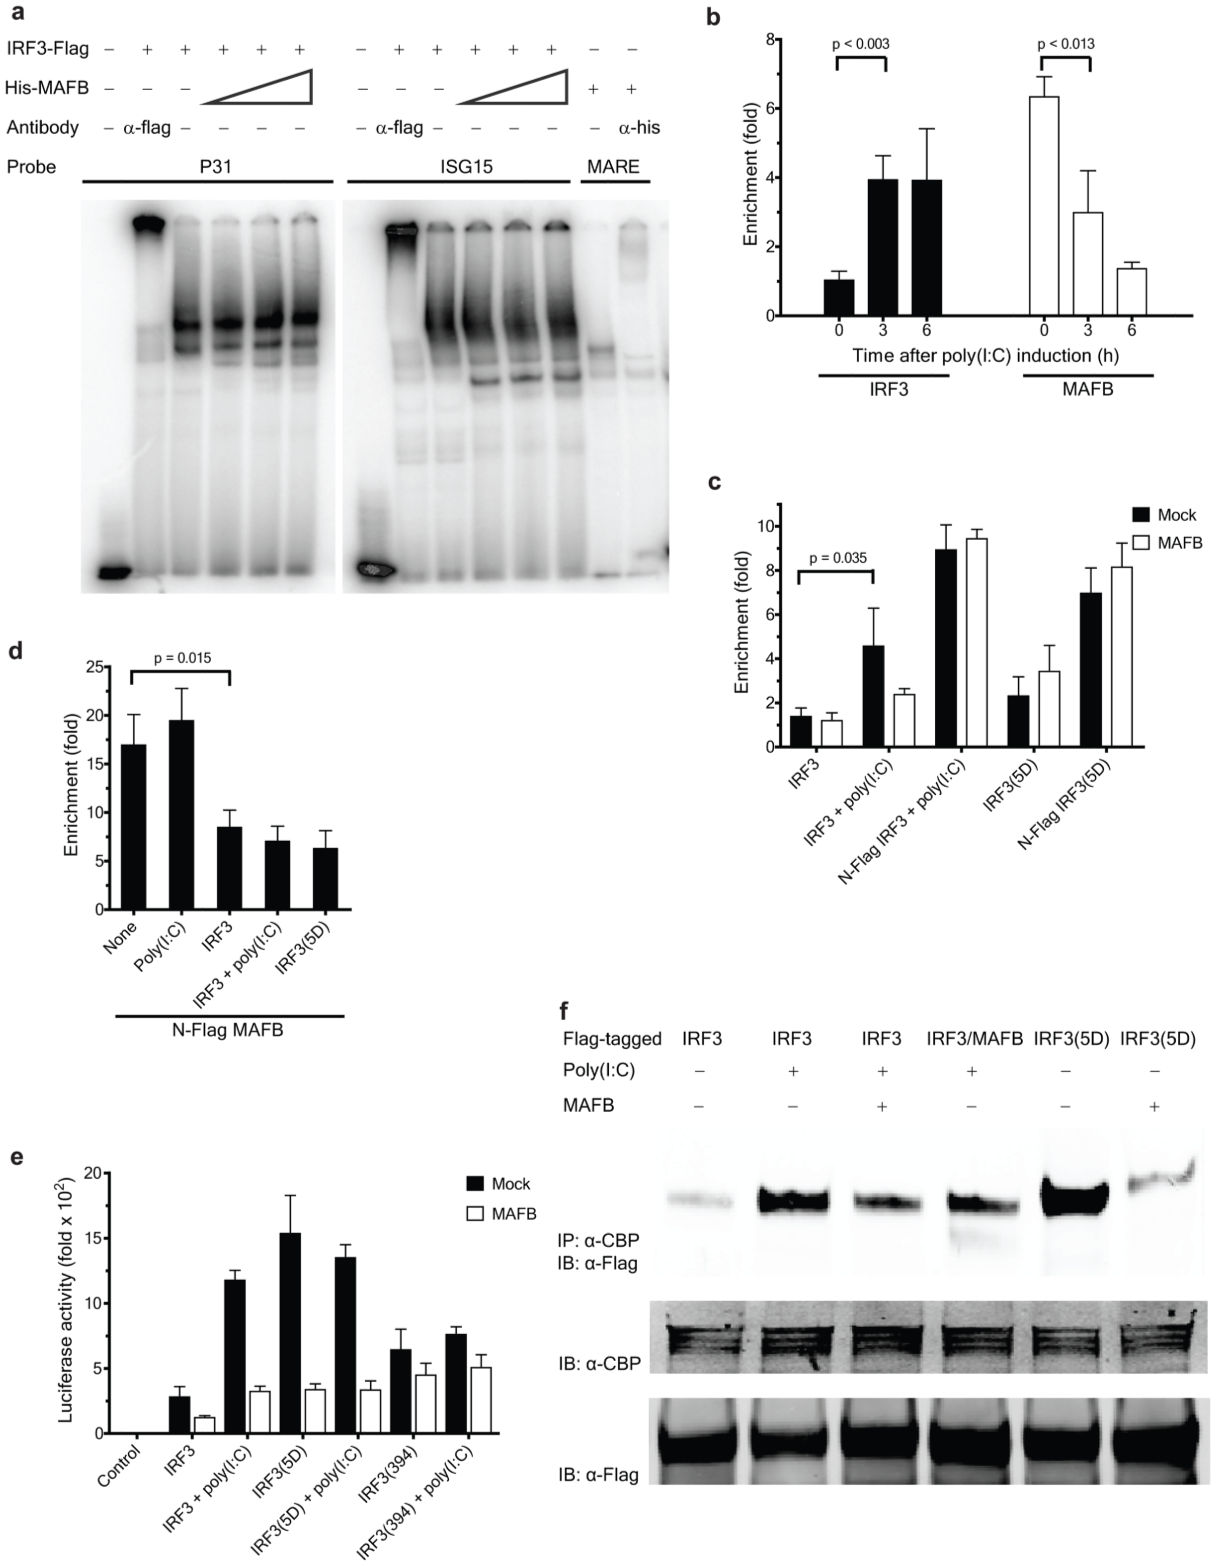 a
IRF3-Flag – + + + + + – + + + + + – –
His-MAFB – – – – – – + +
Antibody – α-flag – – – – – α-flag – – – – – α-his
Probe P31 ISG15 MARE
b
Enrichment (fold)
8
6
4
2
0
p < 0.003 p < 0.013
0 3 6 0 3 6
Time after poly(I:C) induction (h)
IRF3 MAFB
c
Enrichment (fold)
10
8
6
4
2
0
p = 0.035
Mock
MAFB
IRF3
IRF3 + poly(I:C)
N-Flag IRF3 + poly(I:C)
IRF3(5D)
N-Flag IRF3(5D)
d
Enrichment (fold)
25
20
15
10
5
0
p = 0.015
None
Poly(I:C)
IRF3
IRF3 + poly(I:C)
IRF3(5D)
N-Flag MAFB
e
Luciferase activity (fold x 10²)
20
15
10
5
0
Mock
MAFB
Control
IRF3
IRF3 + poly(I:C)
IRF3(5D)
IRF3(5D) + poly(I:C)
IRF3(394)
IRF3(394) + poly(I:C)
f
Flag-tagged IRF3 IRF3 IRF3 IRF3/MAFB IRF3(5D) IRF3(5D)
Poly(I:C) – + + + – –
MAFB – – + – – +
IP: α-CBP
IB: α-Flag
IB: α-CBP
IB: α-Flag